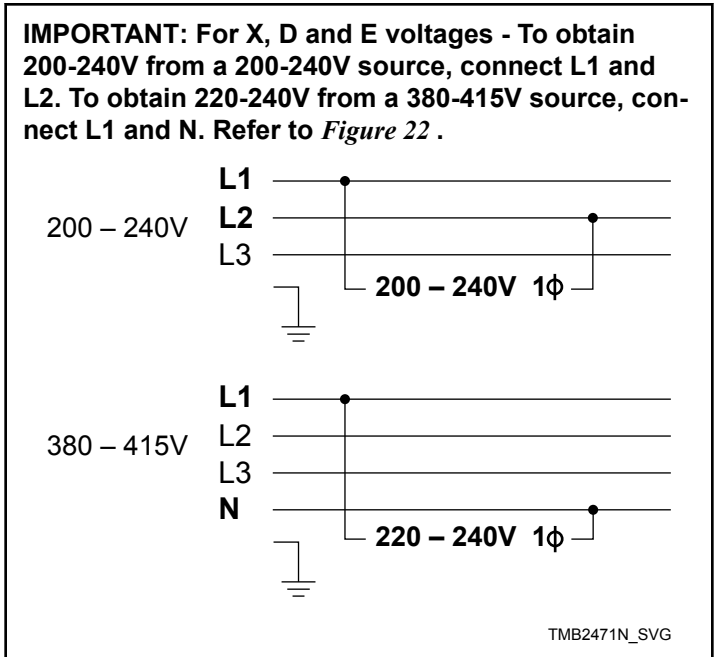 IMPORTANT: For X, D and E voltages - To obtain
200-240V from a 200-240V source, connect L1 and
L2. To obtain 220-240V from a 380-415V source, con-
nect L1 and N. Refer to Figure 22 .
L1
200 – 240V L2
L3
200 – 240V 1ϕ
L1
380 – 415V L2
L3
N
220 – 240V 1ϕ
TMB2471N_SVG